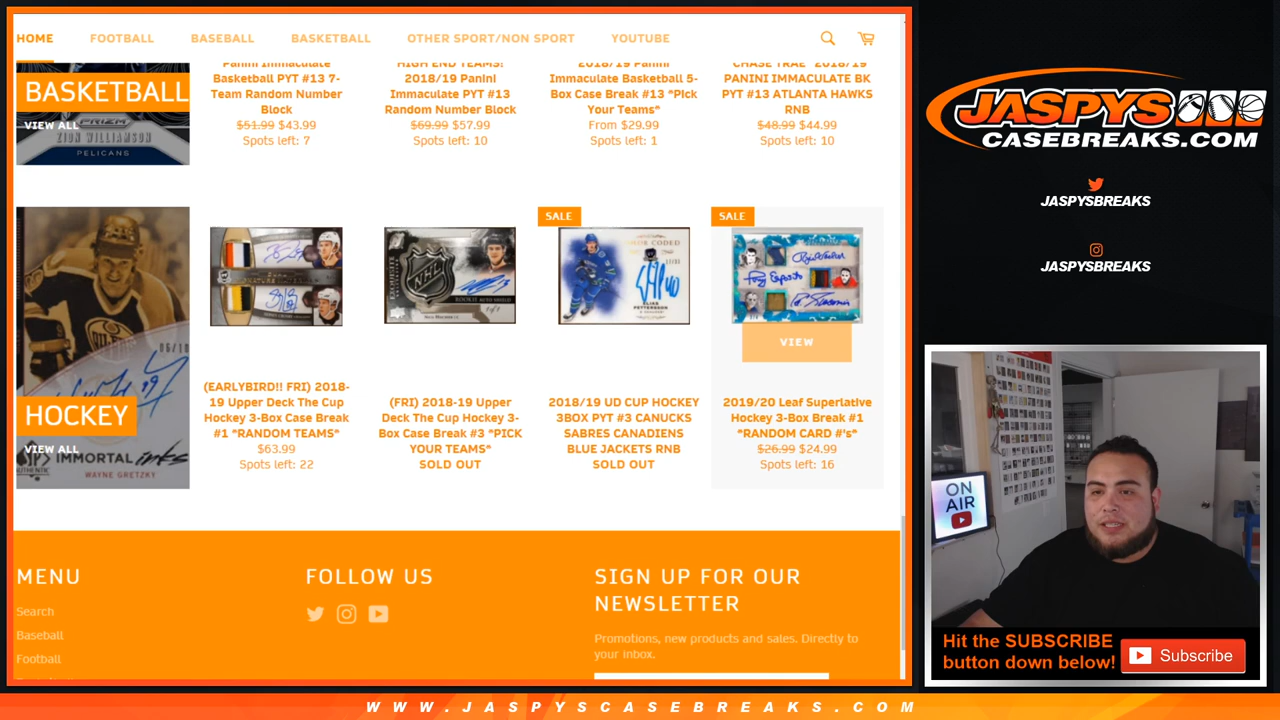 HOME FOOTBALL BASEBALL BASKETBALL OTHER SPORT/NON SPORT YOUTUBE
BASKETBALL
VIEW ALL
PRIZM
ZION WILLIAMSON
PELICANS
Panini Immaculate
Basketball PYT #13 7-
Team Random Number
Block
$51.99 $43.99
Spots left: 7
HIGH END TEAMS!
2018/19 Panini
Immaculate PYT #13
Random Number Block
$69.99 $57.99
Spots left: 10
2018/19 Panini
Immaculate Basketball 5-
Box Case Break #13 *Pick
Your Teams*
From $29.99
Spots left: 1
CHASE TRAE* 2018/19
PANINI IMMACULATE BK
PYT #13 ATLANTA HAWKS
RNB
$48.99 $44.99
Spots left: 10
HOCKEY
VIEW ALL
IMMORTAL inks
WAYNE GRETZKY
(EARLYBIRD!! FRI) 2018-
19 Upper Deck The Cup
Hockey 3-Box Case Break
#1 *RANDOM TEAMS*
$63.99
Spots left: 22
(FRI) 2018-19 Upper
Deck The Cup Hockey 3-
Box Case Break #3 *PICK
YOUR TEAMS*
SOLD OUT
SALE
2018/19 UD CUP HOCKEY
3BOX PYT #3 CANUCKS
SABRES CANADIENS
BLUE JACKETS RNB
SOLD OUT
SALE
VIEW
2019/20 Leaf Superlative
Hockey 3-Box Break #1
*RANDOM CARD #'s*
$26.99 $24.99
Spots left: 16
MENU
Search
Baseball
Football
FOLLOW US
SIGN UP FOR OUR
NEWSLETTER
Promotions, new products and sales. Directly to
your inbox.
JASPYS
CASEBREAKS.COM
JASPYSBREAKS
JASPYSBREAKS
ON
AIR
Hit the SUBSCRIBE
button down below!
Subscribe
WWW.JASPYSCASEBREAKS.COM